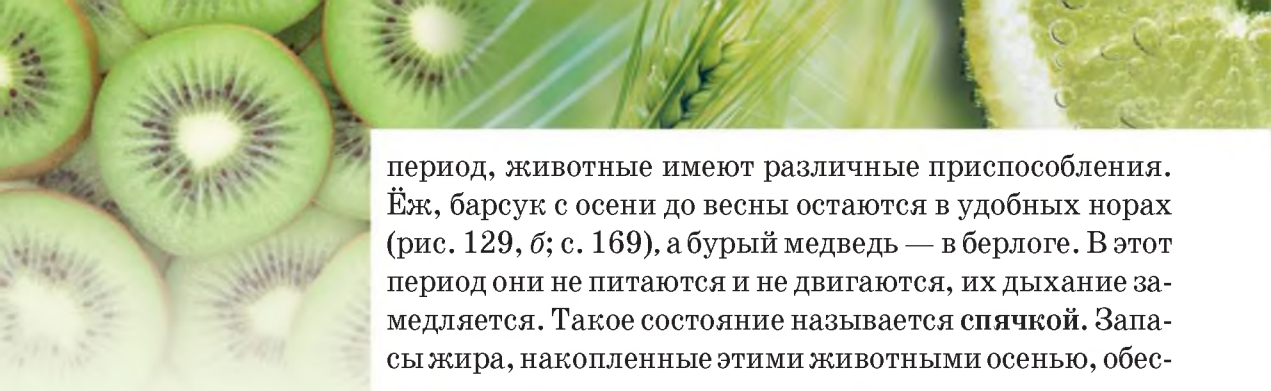 период, животные имеют различные приспособления.
Ёж, барсук с осени до весны остаются в удобных норах
(рис. 129, б; с. 169), а бурый медведь — в берлоге. В этот
период они не питаются и не двигаются, их дыхание за-
медляется. Такое состояние называется спячкой. Запа-
сы жира, накопленные этими животными осенью, обес-